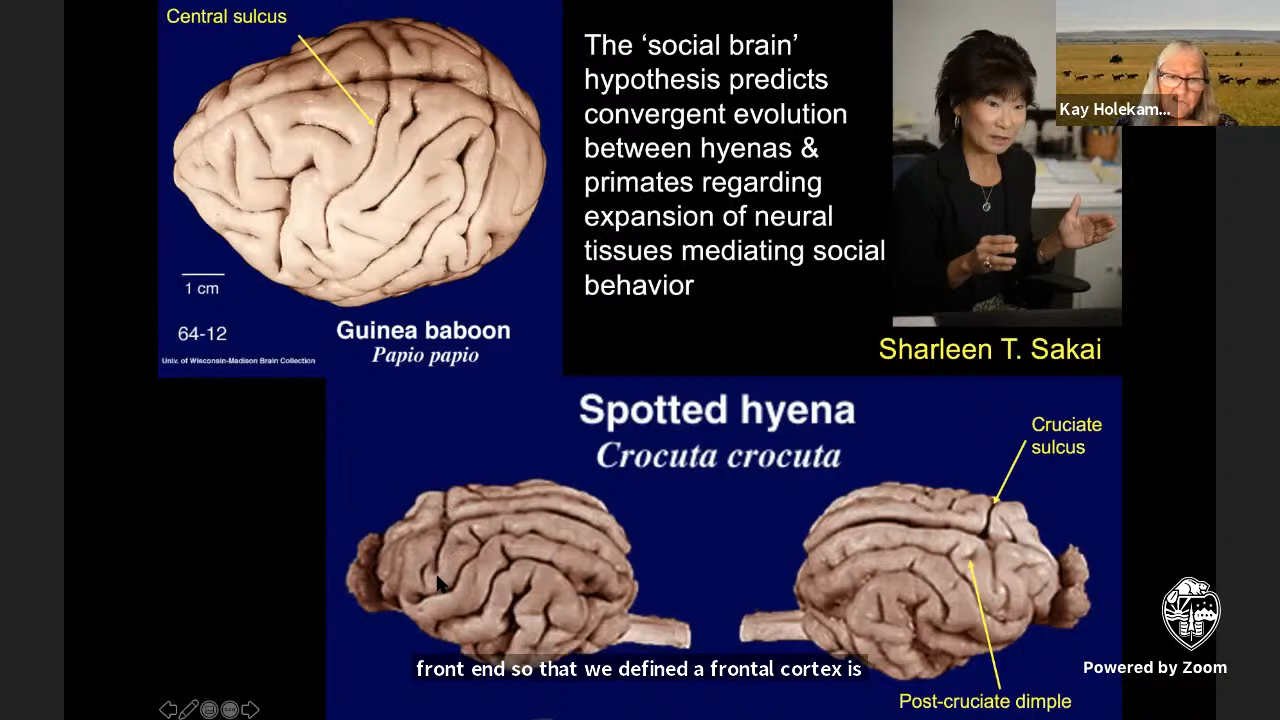 Central sulcus
1 cm
64-12
Univ. of Wisconsin-Madison Brain Collection
Guinea baboon
Papio papio
The ‘social brain’
hypothesis predicts
convergent evolution
between hyenas &
primates regarding
expansion of neural
tissues mediating social
behavior
Kay Holekam...
Sharleen T. Sakai
Spotted hyena
Crocuta crocuta
Cruciate
sulcus
Post-cruciate dimple
front end so that we defined a frontal cortex is
Powered by Zoom